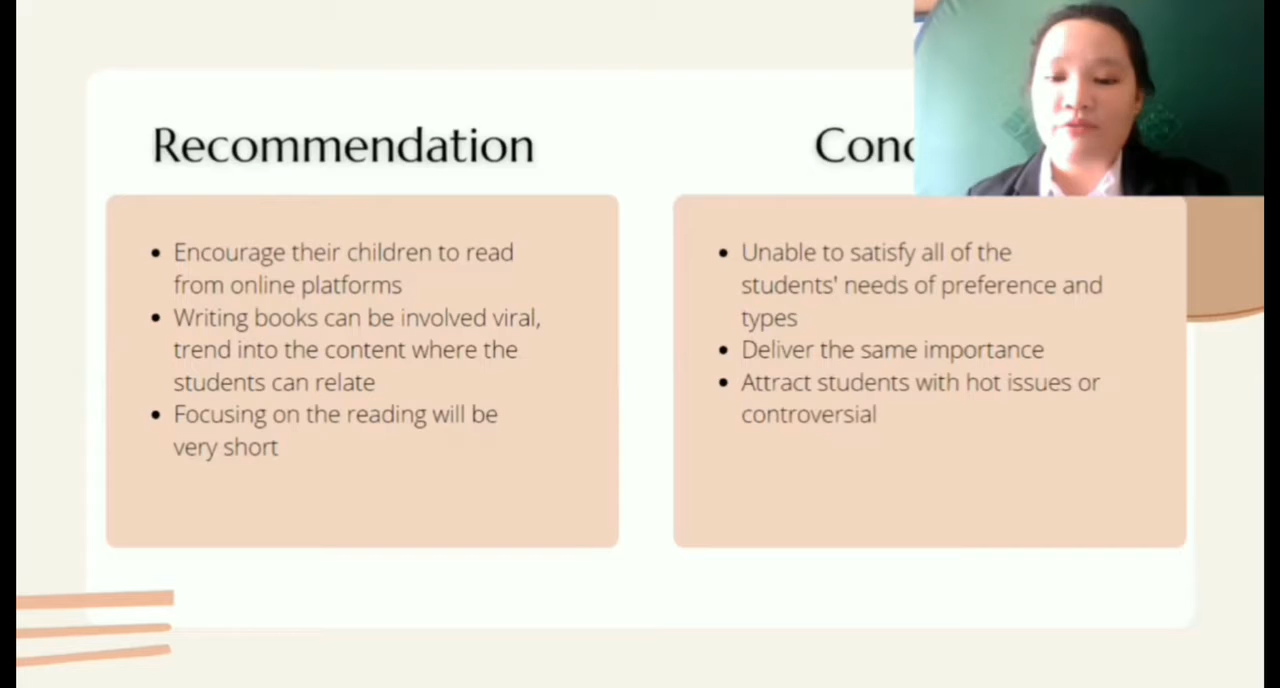 Recommendation
Encourage their children to read
from online platforms
Writing books can be involved viral,
trend into the content where the
students can relate
Focusing on the reading will be
very short
Unable to satisfy all of the
students' needs of preference and
types
Deliver the same importance
Attract students with hot issues or
controversial